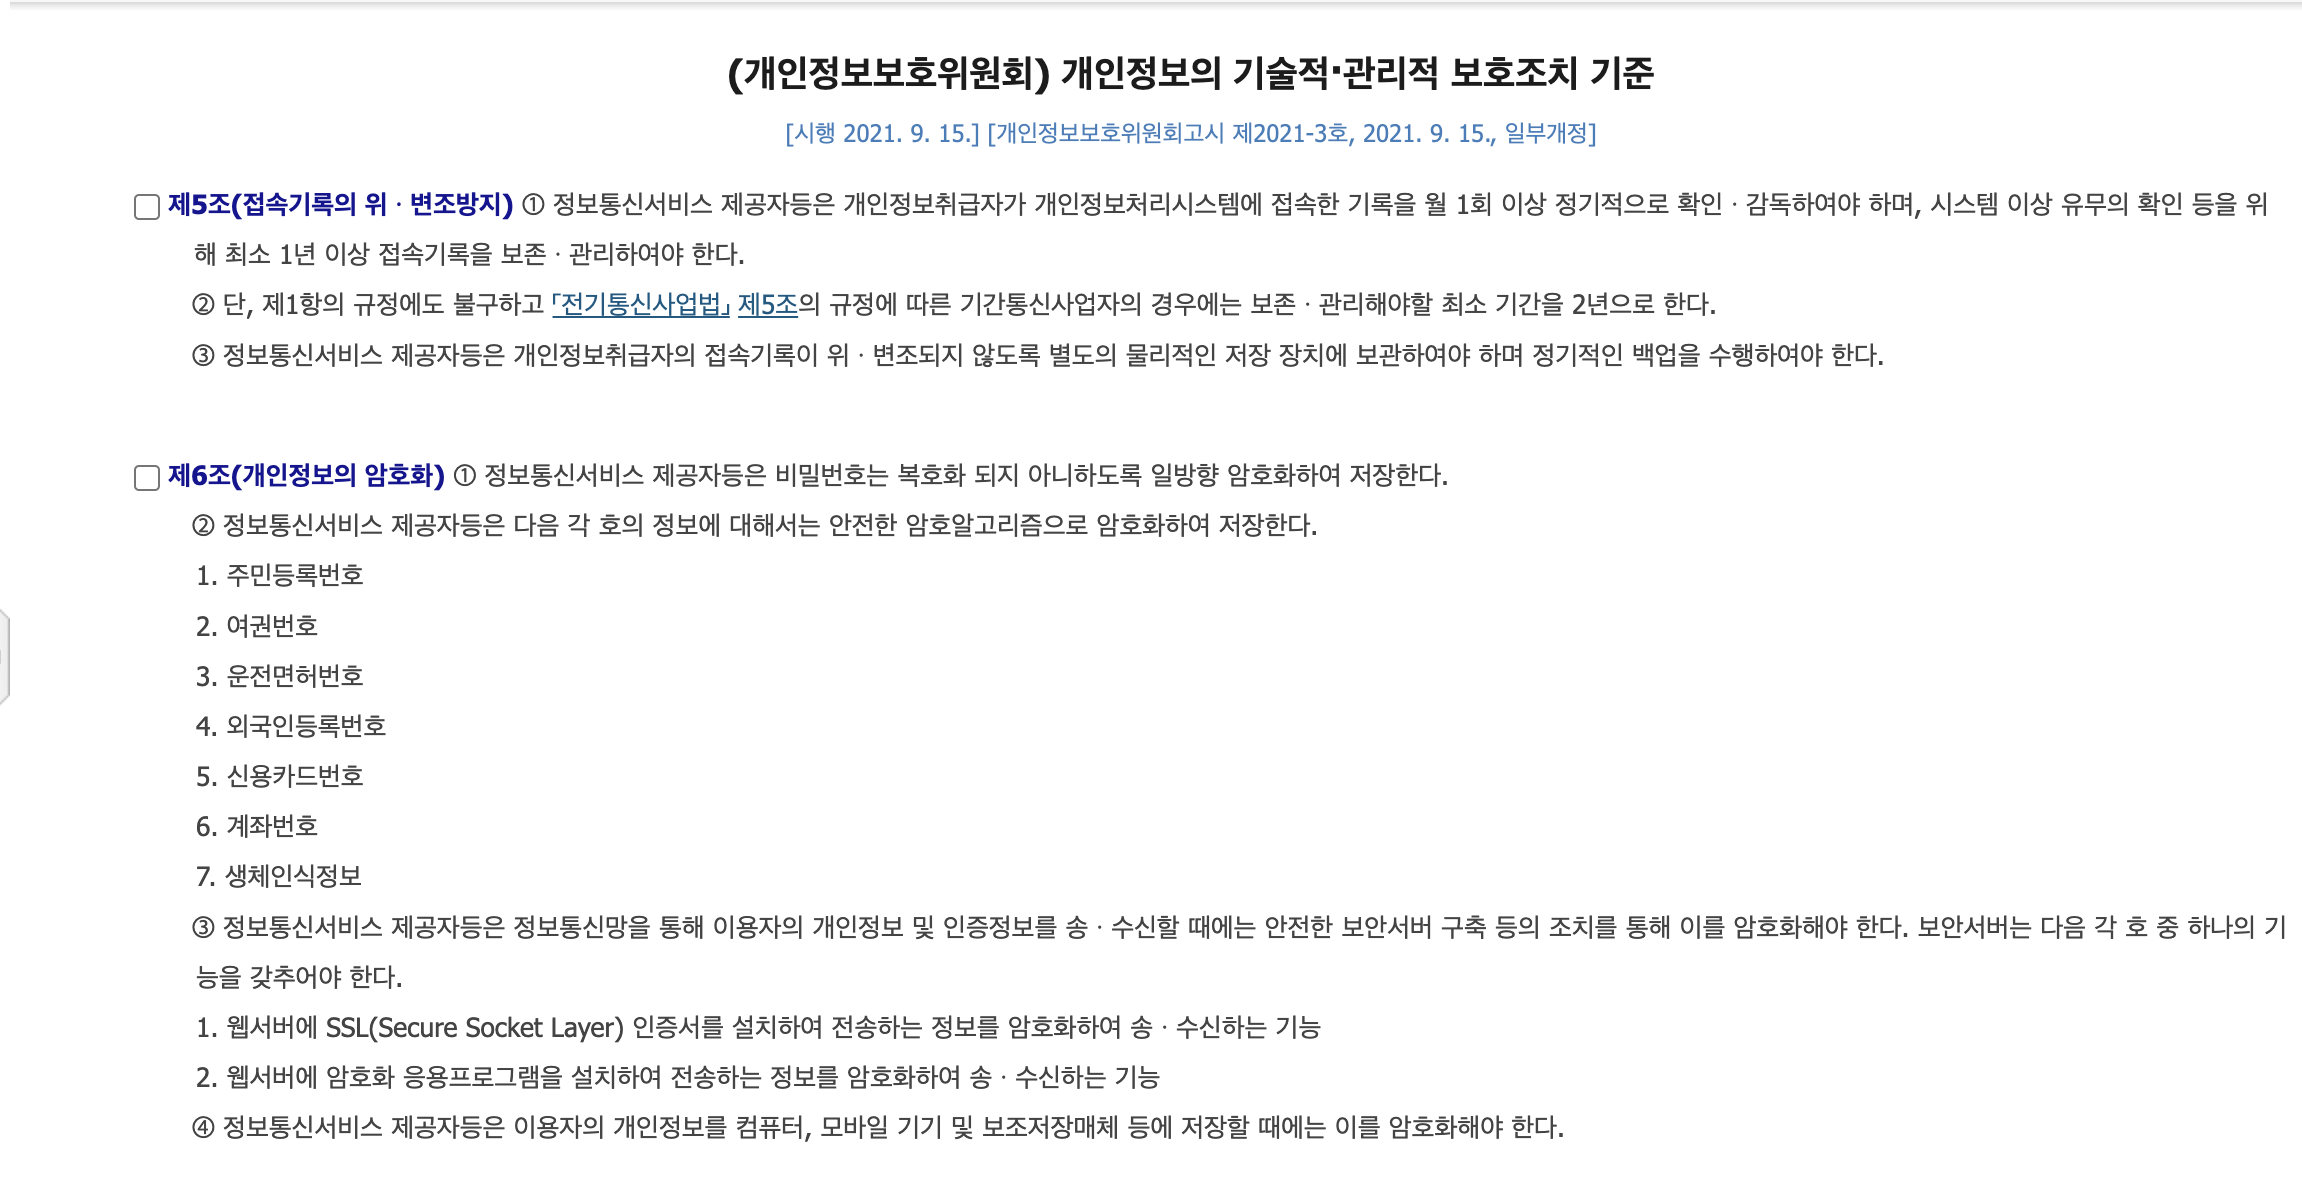 (개인정보보호위원회) 개인정보의 기술적·관리적 보호조치 기준
[시행 2021. 9. 15.] [개인정보보호위원회고시 제2021-3호, 2021. 9. 15., 일부개정]
제5조(접속기록의 위ㆍ변조방지) ① 정보통신서비스 제공자등은 개인정보취급자가 개인정보처리시스템에 접속한 기록을 월 1회 이상 정기적으로 확인ㆍ감독하여야 하며, 시스템 이상 유무의 확인 등을 위
해 최소 1년 이상 접속기록을 보존ㆍ관리하여야 한다.
② 단, 제1항의 규정에도 불구하고 「전기통신사업법」 제5조의 규정에 따른 기간통신사업자의 경우에는 보존ㆍ관리해야할 최소 기간을 2년으로 한다.
③ 정보통신서비스 제공자등은 개인정보취급자의 접속기록이 위ㆍ변조되지 않도록 별도의 물리적인 저장 장치에 보관하여야 하며 정기적인 백업을 수행하여야 한다.
제6조(개인정보의 암호화) ① 정보통신서비스 제공자등은 비밀번호는 복호화 되지 아니하도록 일방향 암호화하여 저장한다.
② 정보통신서비스 제공자등은 다음 각 호의 정보에 대해서는 안전한 암호알고리즘으로 암호화하여 저장한다.
1. 주민등록번호
2. 여권번호
3. 운전면허번호
4. 외국인등록번호
5. 신용카드번호
6. 계좌번호
7. 생체인식정보
③ 정보통신서비스 제공자등은 정보통신망을 통해 이용자의 개인정보 및 인증정보를 송ㆍ수신할 때에는 안전한 보안서버 구축 등의 조치를 통해 이를 암호화해야 한다. 보안서버는 다음 각 호 중 하나의 기
능을 갖추어야 한다.
1. 웹서버에 SSL(Secure Socket Layer) 인증서를 설치하여 전송하는 정보를 암호화하여 송ㆍ수신하는 기능
2. 웹서버에 암호화 응용프로그램을 설치하여 전송하는 정보를 암호화하여 송ㆍ수신하는 기능
④ 정보통신서비스 제공자등은 이용자의 개인정보를 컴퓨터, 모바일 기기 및 보조저장매체 등에 저장할 때에는 이를 암호화해야 한다.